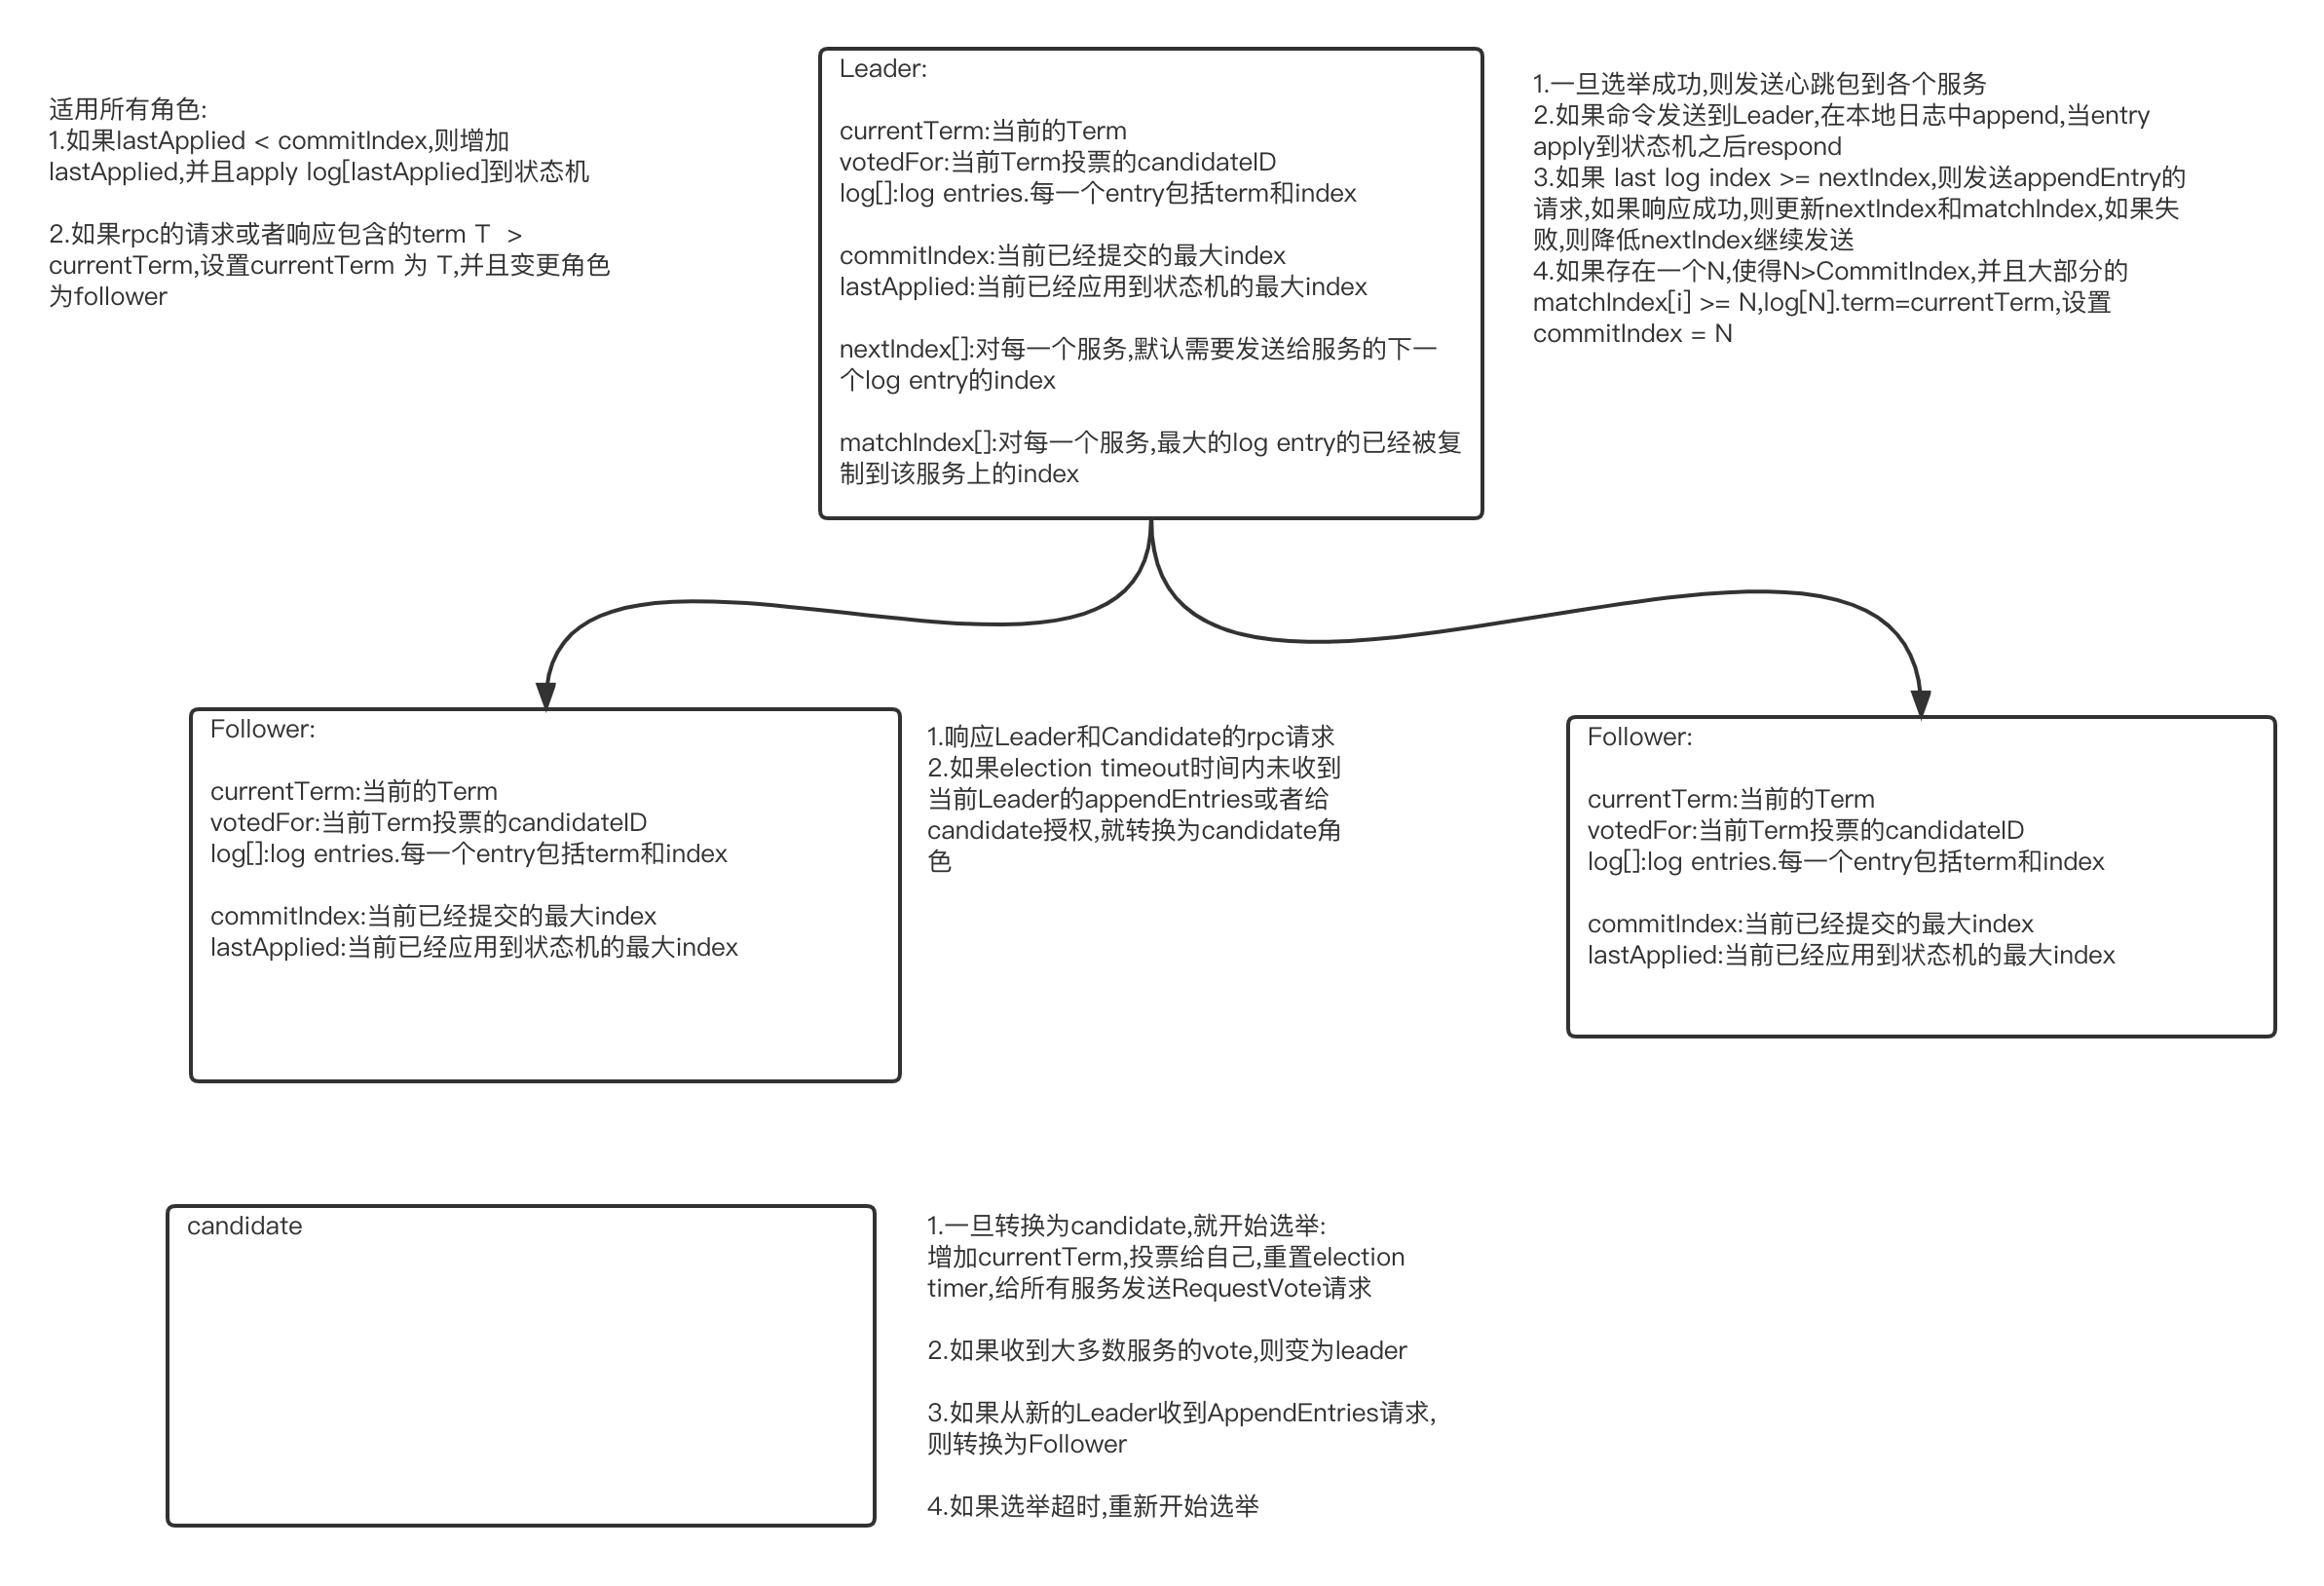 适用所有角色:
1.如果lastApplied < commitIndex,则增加
lastApplied,并且apply log[lastApplied]到状态机
2.如果rpc的请求或者响应包含的term T  >
currentTerm,设置currentTerm 为 T,并且变更角色
为follower
Leader:
currentTerm:当前的Term
votedFor:当前Term投票的candidateID
log[]:log entries.每一个entry包括term和index
commitIndex:当前已经提交的最大index
lastApplied:当前已经应用到状态机的最大index
nextIndex[]:对每一个服务,默认需要发送给服务的下一
个log entry的index
matchIndex[]:对每一个服务,最大的log entry的已经被复
制到该服务上的index
1.一旦选举成功,则发送心跳包到各个服务
2.如果命令发送到Leader,在本地日志中append,当entry
apply到状态机之后respond
3.如果 last log index >= nextIndex,则发送appendEntry的
请求,如果响应成功,则更新nextIndex和matchIndex,如果失
败,则降低nextIndex继续发送
4.如果存在一个N,使得N>CommitIndex,并且大部分的
matchIndex[i] >= N,log[N].term=currentTerm,设置
commitIndex = N
Follower:
currentTerm:当前的Term
votedFor:当前Term投票的candidateID
log[]:log entries.每一个entry包括term和index
commitIndex:当前已经提交的最大index
lastApplied:当前已经应用到状态机的最大index
1.响应Leader和Candidate的rpc请求
2.如果election timeout时间内未收到
当前Leader的appendEntries或者给
candidate授权,就转换为candidate角
色
Follower:
currentTerm:当前的Term
votedFor:当前Term投票的candidateID
log[]:log entries.每一个entry包括term和index
commitIndex:当前已经提交的最大index
lastApplied:当前已经应用到状态机的最大index
candidate
1.一旦转换为candidate,就开始选举:
增加currentTerm,投票给自己,重置election
timer,给所有服务发送RequestVote请求
2.如果收到大多数服务的vote,则变为leader
3.如果从新的Leader收到AppendEntries请求,
则转换为Follower
4.如果选举超时,重新开始选举